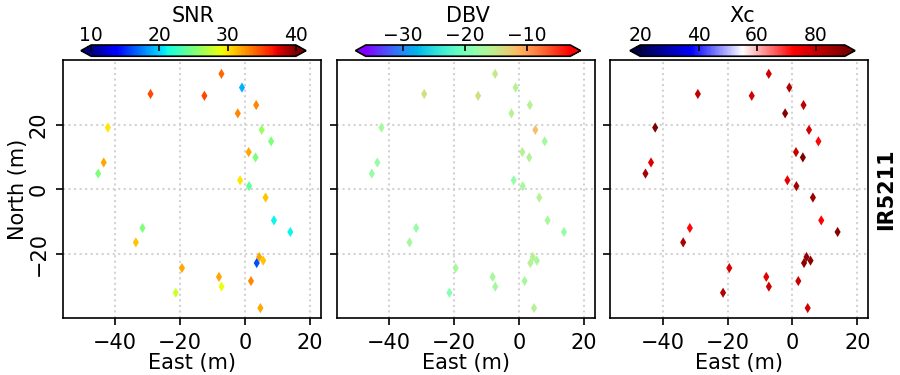 SNR DBV Xc
10 20 30 40 −30 −20 −10 20 40 60 80
20
0
−20
North (m)
IR5211
−40 −20 0 20 −40 −20 0 20 −40 −20 0 20
East (m) East (m) East (m)